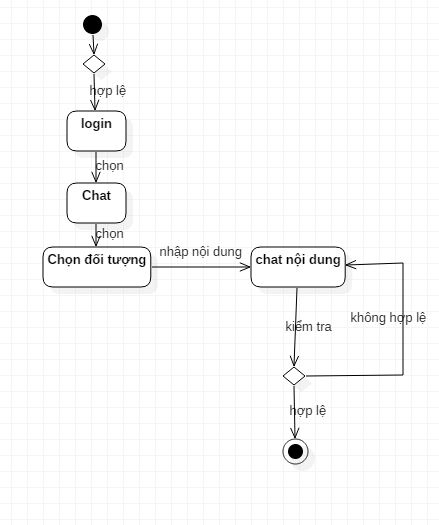 hợp lệ
login
chọn
Chat
chọn
Chọn đối tượng
nhập nội dung
chat nội dung
kiểm tra
không hợp lệ
hợp lệ